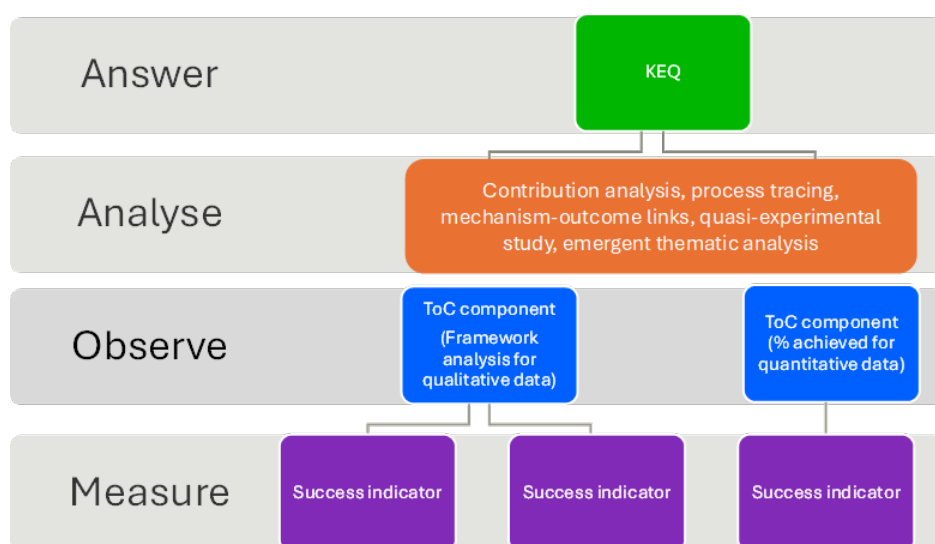 Answer
KEQ
Analyse
Contribution analysis, process tracing,
mechanism-outcome links, quasi-experimental
study, emergent thematic analysis
Observe
ToC component
(Framework
analysis for
qualitative data)
ToC component
(% achieved for
quantitative data)
Measure
Success indicator
Success indicator
Success indicator